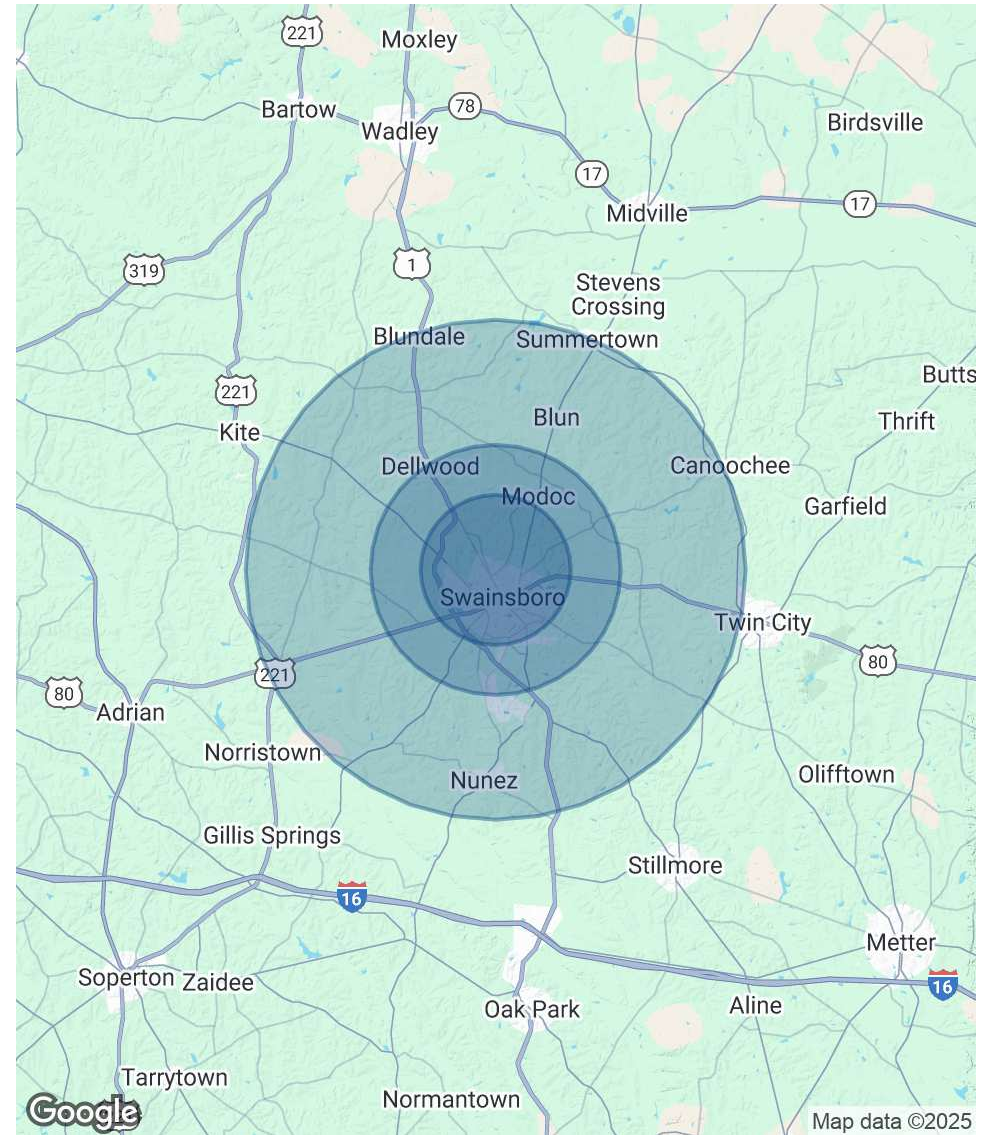 221
Moxley
78
Bartow
Wadley
Birdsville
17
17
Midville
1
319
Stevens
Crossing
Blundale
Summertown
Butts
221
Blun
Thrift
Kite
Dellwood
Canoochee
Modoc
Garfield
Swainsboro
Twin City
80
221
80
Adrian
Norristown
Nunez
Olifftown
Gillis Springs
Stillmore
16
Metter
Soperton
Zaidee
16
Aline
Oak Park
Tarrytown
Normantown
Google
Map data ©2025